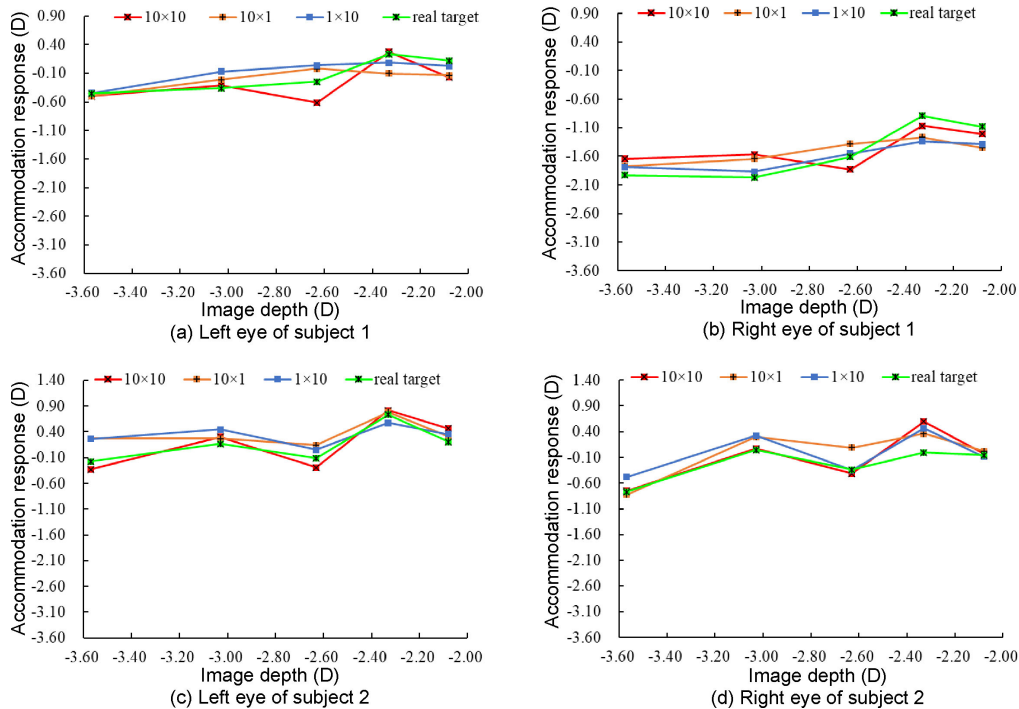 10×10 10×1 1×10 real target
Accommodation response (D)
0.90
0.40
-0.10
-0.60
-1.10
-1.60
-2.10
-2.60
-3.10
-3.60
-3.60 -3.40 -3.20 -3.00 -2.80 -2.60 -2.40 -2.20 -2.00
Image depth (D)
(a) Left eye of subject 1
10×10 10×1 1×10 real target
Accommodation response (D)
0.90
0.40
-0.10
-0.60
-1.10
-1.60
-2.10
-2.60
-3.10
-3.60
-3.60 -3.40 -3.20 -3.00 -2.80 -2.60 -2.40 -2.20 -2.00
Image depth (D)
(b) Right eye of subject 1
10×10 10×1 1×10 real target
Accommodation response (D)
1.40
0.90
0.40
-0.10
-0.60
-1.10
-1.60
-2.10
-2.60
-3.10
-3.60
-3.60 -3.40 -3.20 -3.00 -2.80 -2.60 -2.40 -2.20 -2.00
Image depth (D)
(c) Left eye of subject 2
10×10 10×1 1×10 real target
Accommodation response (D)
1.40
0.90
0.40
-0.10
-0.60
-1.10
-1.60
-2.10
-2.60
-3.10
-3.60
-3.60 -3.40 -3.20 -3.00 -2.80 -2.60 -2.40 -2.20 -2.00
Image depth (D)
(d) Right eye of subject 2